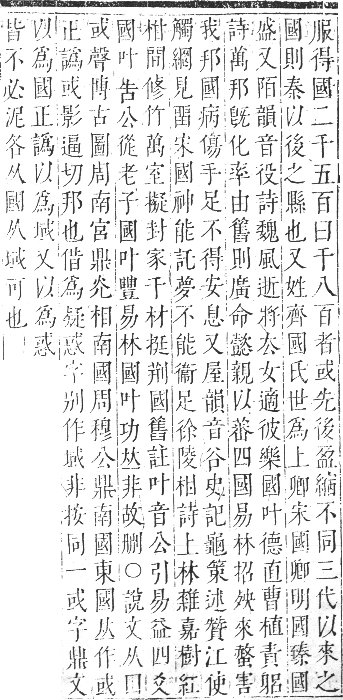 服得國二千五百曰千八百者或先後盈縮不同三代以來之
國則秦以後之縣也又姓齊國氏世爲上卿宋國卿明國臻國
盛又陌韻音役詩魏風逝將去女適彼樂國叶德直曹植責躬
詩萬邦旣化率由舊則廣命懿親以蕃四國易林招殃來螫害
我邦國病傷手足不得安息又屋韻音谷史記龜策述贊江使
觸網見畱宋國神能託夢不能衞足徐陵相詩上林雜嘉樹紅
柑間修竹萬室擬封家千材挺荆國舊註叶音公引易益四爻
國叶告公從老子國叶豐易林國叶功𠀤非故刪○說文从囗
或聲博古圖周南宮鼎先相南國周穆公鼎南國東國从作或
正譌或影逼切邦也偕爲疑惑字別作域非按同一或字鼎文
以爲國正譌以爲域又以爲惑
皆不必泥各从國从域可也